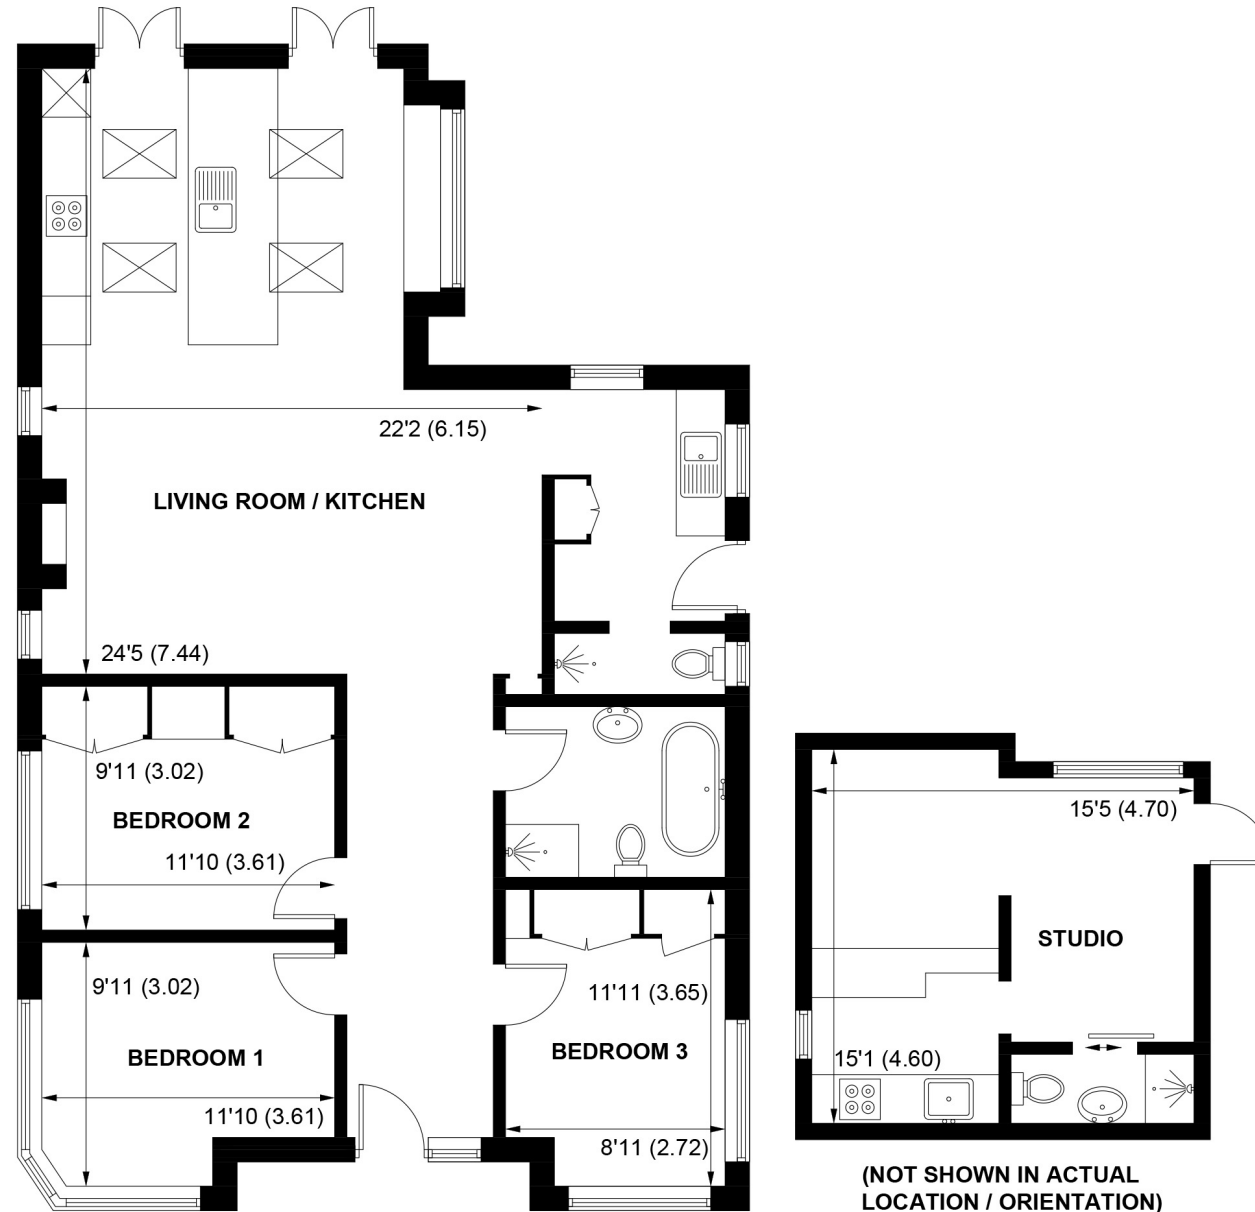 22'2 (6.15)
LIVING ROOM / KITCHEN
24'5 (7.44)
9'11 (3.02)
BEDROOM 2
11'10 (3.61)
9'11 (3.02)
BEDROOM 1
11'10 (3.61)
11'11 (3.65)
BEDROOM 3
8'11 (2.72)
15'5 (4.70)
STUDIO
15'1 (4.60)
(NOT SHOWN IN ACTUAL
LOCATION / ORIENTATION)